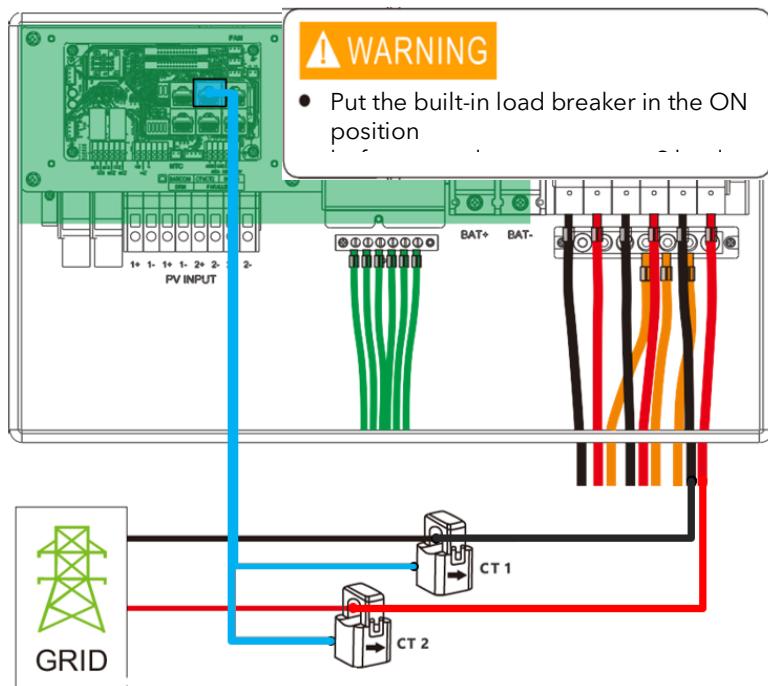 FAN
WARNING
Put the built-in load breaker in the ON
position
NTC
BAT+ BAT-
1+ 1- 1+ 1- 2+ 2- 2-
PV INPUT
CT 1
CT 2
GRID